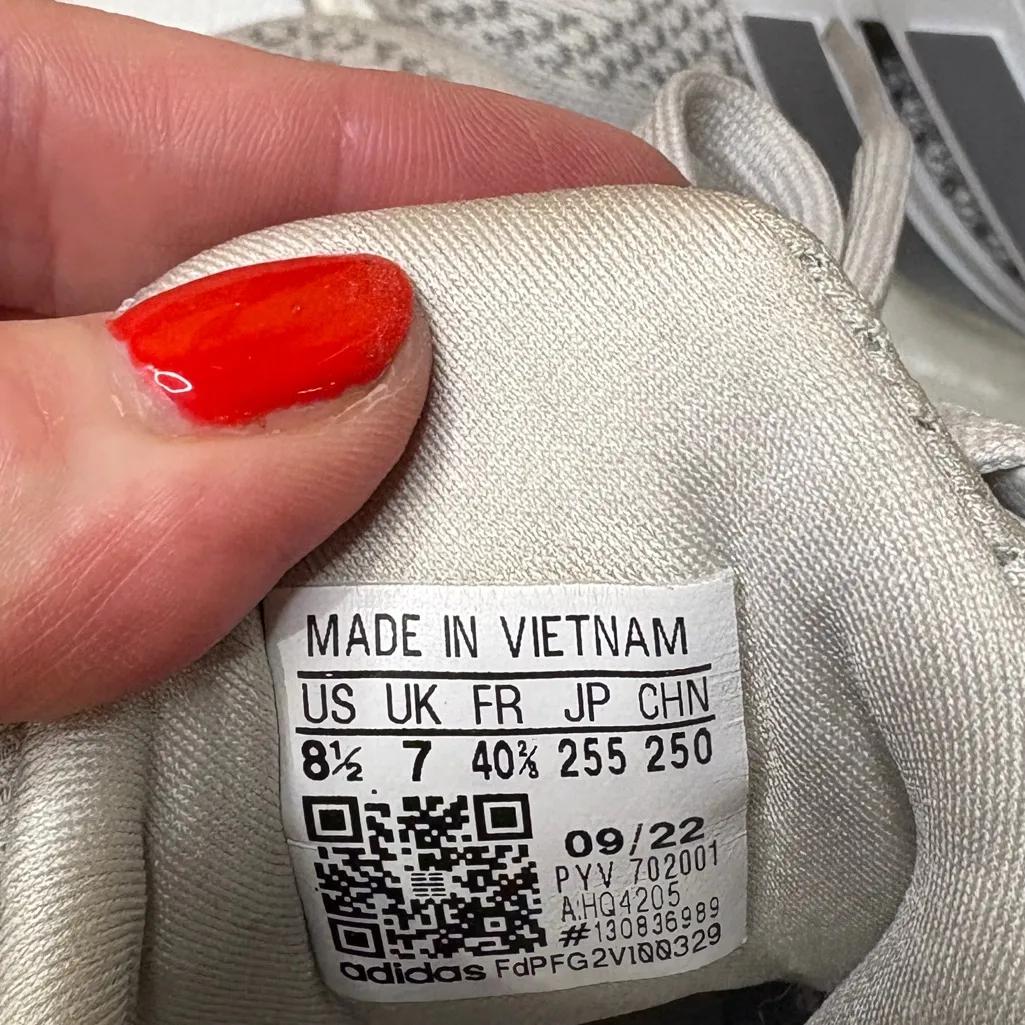 MADE IN VIETNAM
US UK FR JP CHN
8½ 7 40⅔ 255 250
09/22
PYV 702001
A:HQ4205
#130836989
adidas FdPFG2V100329